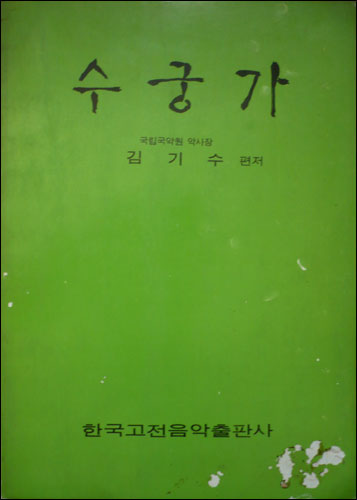 수궁가
국립국악원 악사장
김기수 편저
한국고전음악출판사